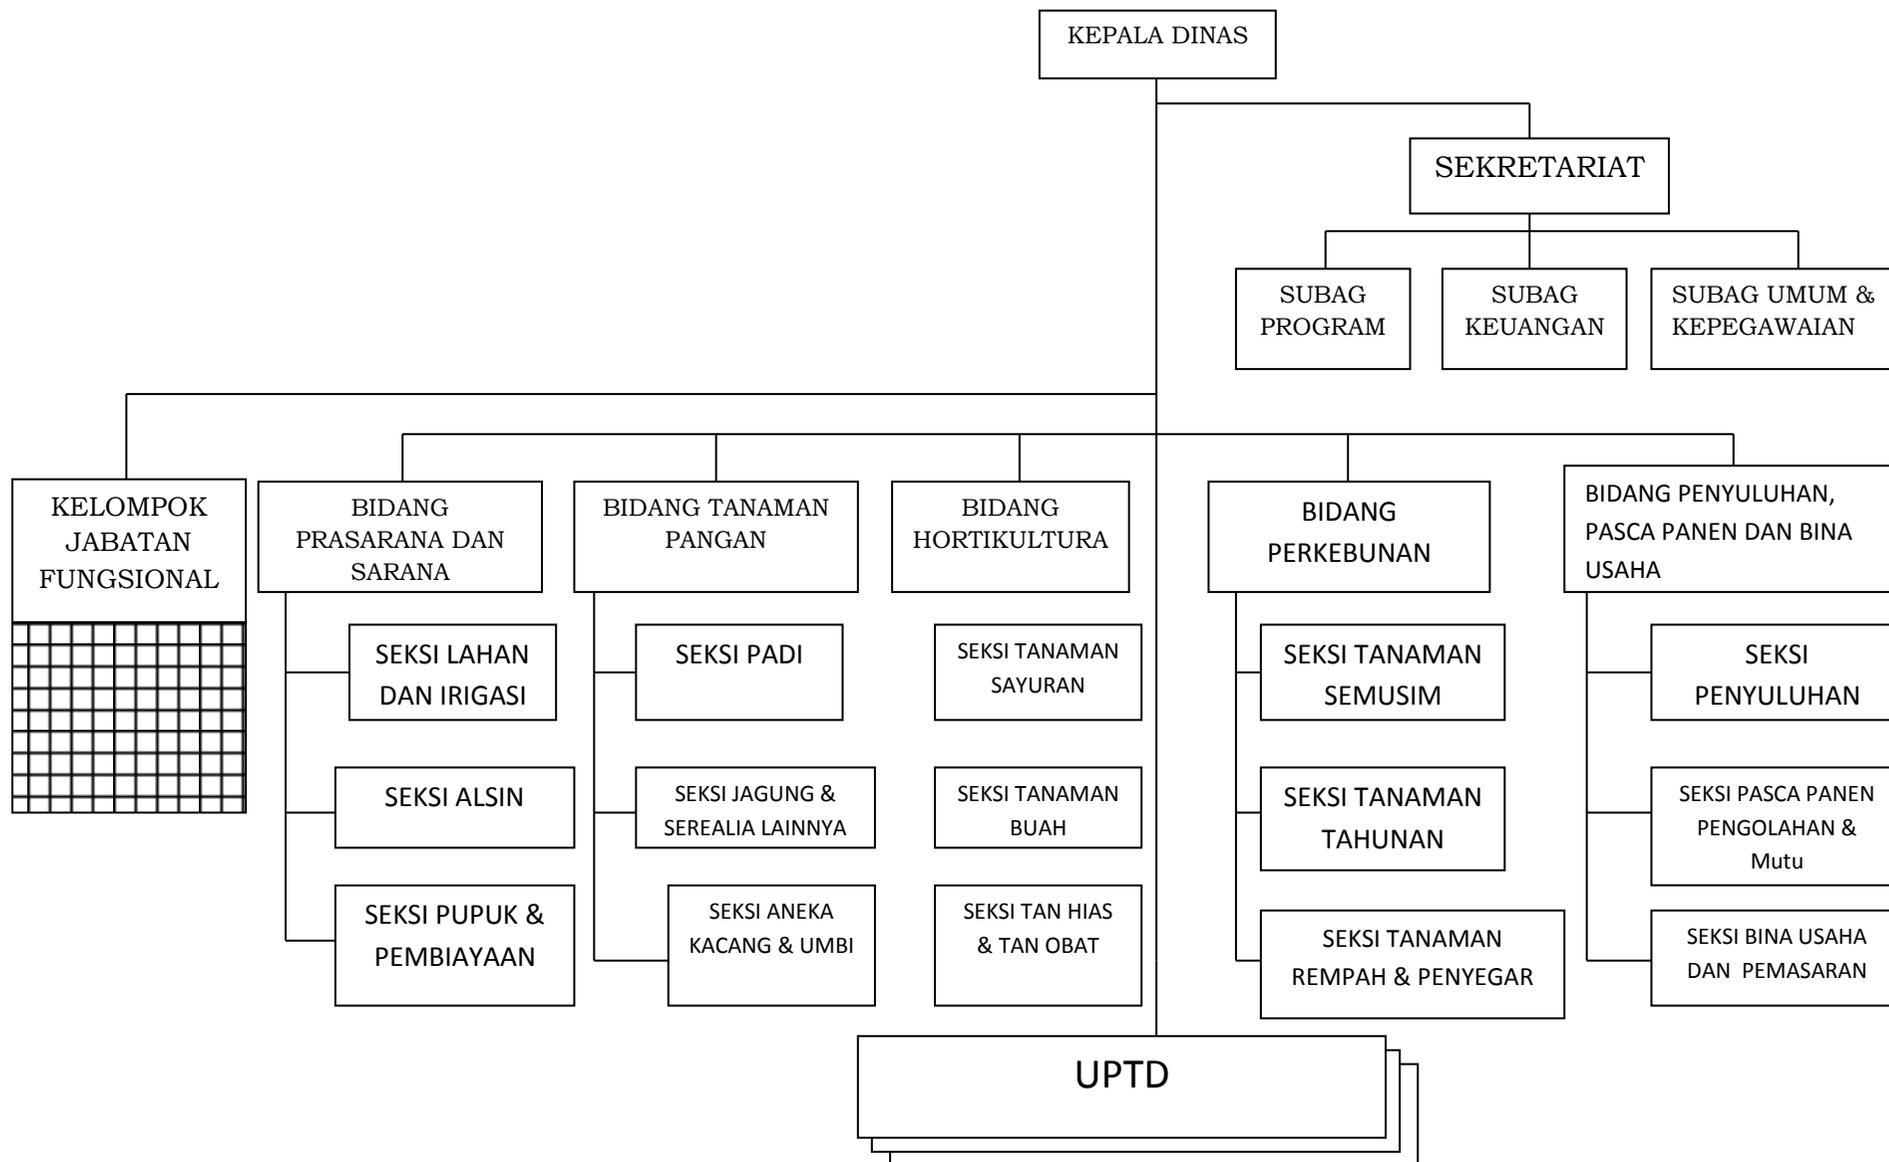 KEPALA DINAS
SEKRETARIAT
SUBAG
PROGRAM
SUBAG
KEUANGAN
SUBAG UMUM &
KEPEGAWAIAN
KELOMPOK
JABATAN
FUNGSIONAL
BIDANG
PRASARANA DAN
SARANA
BIDANG TANAMAN
PANGAN
BIDANG
HORTIKULTURA
BIDANG
PERKEBUNAN
BIDANG PENYULUHAN,
PASCA PANEN DAN BINA
USAHA
SEKSI LAHAN
DAN IRIGASI
SEKSI PADI
SEKSI TANAMAN
SAYURAN
SEKSI TANAMAN
SEMUSIM
SEKSI
PENYULUHAN
SEKSI ALSIN
SEKSI JAGUNG &
SEREALIA LAINNYA
SEKSI TANAMAN
BUAH
SEKSI TANAMAN
TAHUNAN
SEKSI PASCA PANEN
PENGOLAHAN &
Mutu
SEKSI PUPUK &
PEMBIAYAAN
SEKSI ANEKA
KACANG & UMBI
SEKSI TAN HIAS
& TAN OBAT
SEKSI TANAMAN
REMPAH & PENYEGAR
SEKSI BINA USAHA
DAN PEMASARAN
UPTD